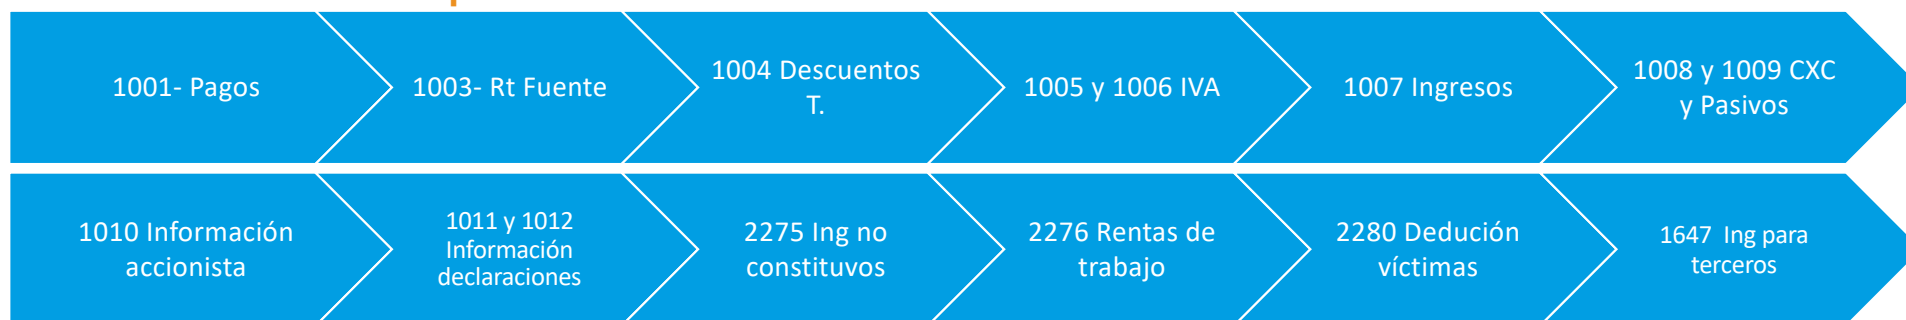 1001- Pagos
1003- Rt Fuente
1004 Descuentos
T.
1005 y 1006 IVA
1007 Ingresos
1008 y 1009 CXC
y Pasivos
1010 Información
accionista
1011 y 1012
Información
declaraciones
2275 Ing no
constituvos
2276 Rentas de
trabajo
2280 Dedución
víctimas
1647 Ing para
terceros